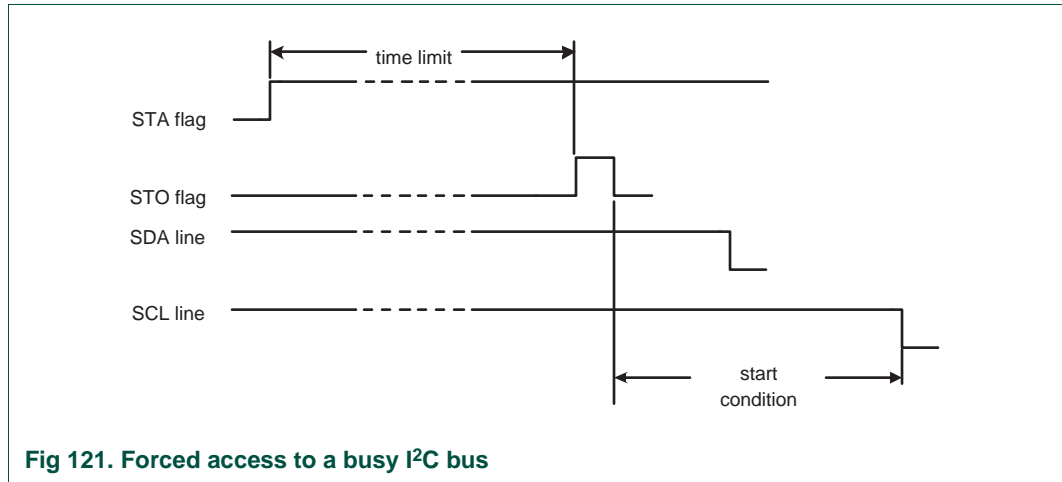 time limit
STA flag
STO flag
SDA line
SCL line
start
condition
Fig 121. Forced access to a busy I²C bus